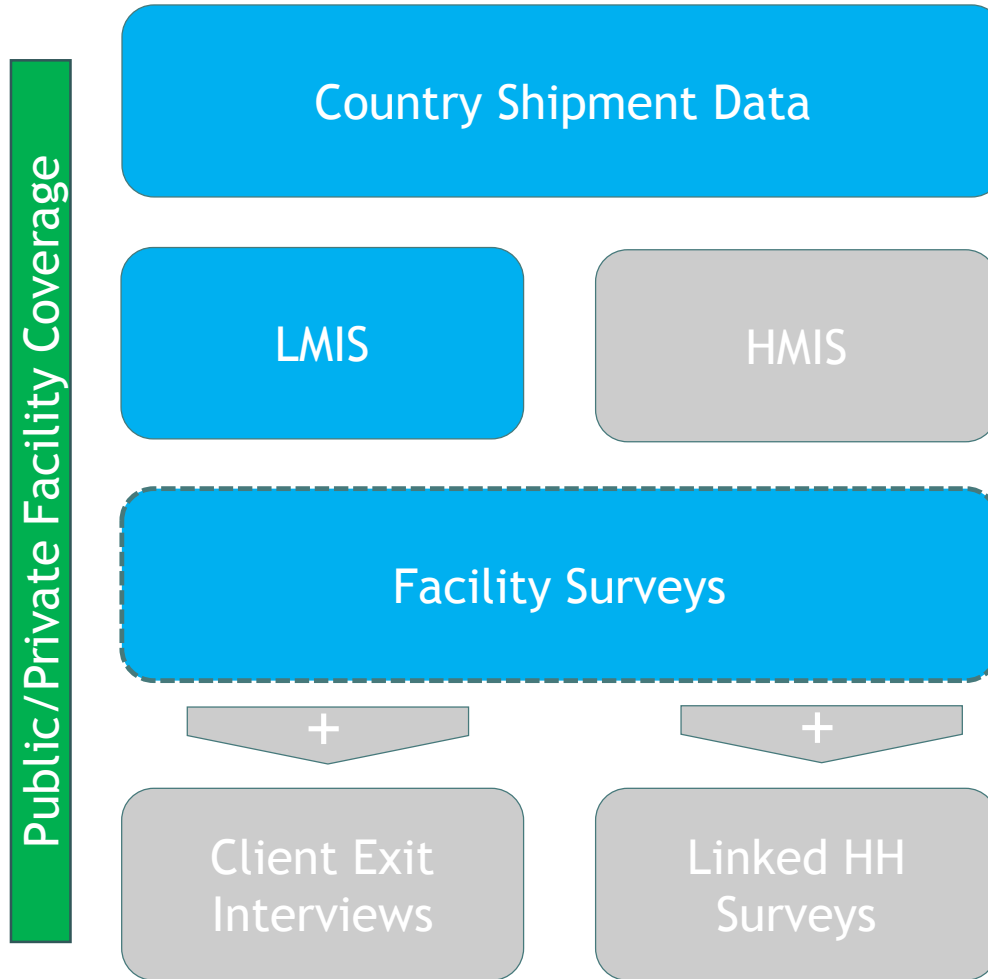 Public/Private Facility Coverage
Country Shipment Data
LMIS
HMIS
Facility Surveys
+
+
Client Exit
Interviews
Linked HH
Surveys